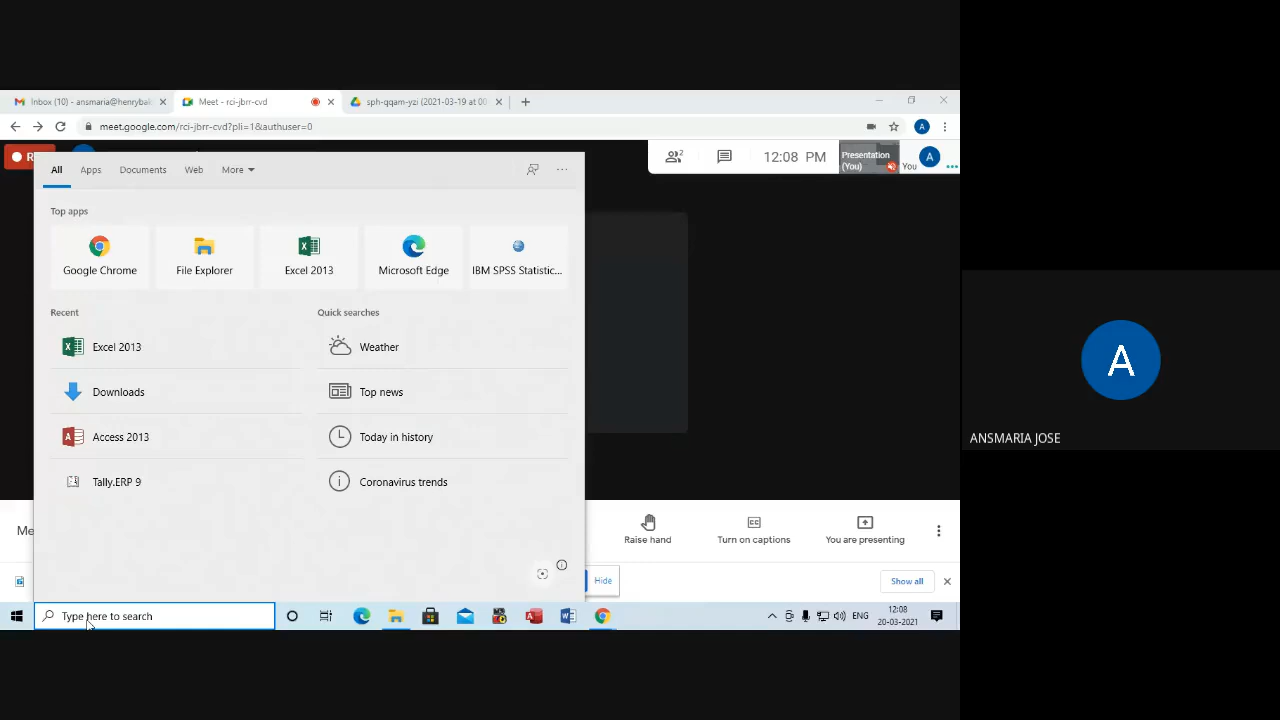 Inbox (10) - ansmaria@henrybak
Meet - rci-jbrr-cvd
sph-qqam-yzi (2021-03-19 at 00
meet.google.com/rci-jbrr-cvd?pli=1&authuser=0
A
R
12:08 PM
2
Presentation
(You)
You
A
All
Apps
Documents
Web
More
Top apps
Google Chrome
File Explorer
Excel 2013
Microsoft Edge
IBM SPSS Statistic...
Recent
Quick searches
Excel 2013
Weather
Downloads
Top news
Access 2013
Today in history
Tally.ERP 9
Coronavirus trends
A
ANSMARIA JOSE
Me
Raise hand
Turn on captions
You are presenting
Hide
Show all
Type here to search
ENG
12:08
20-03-2021